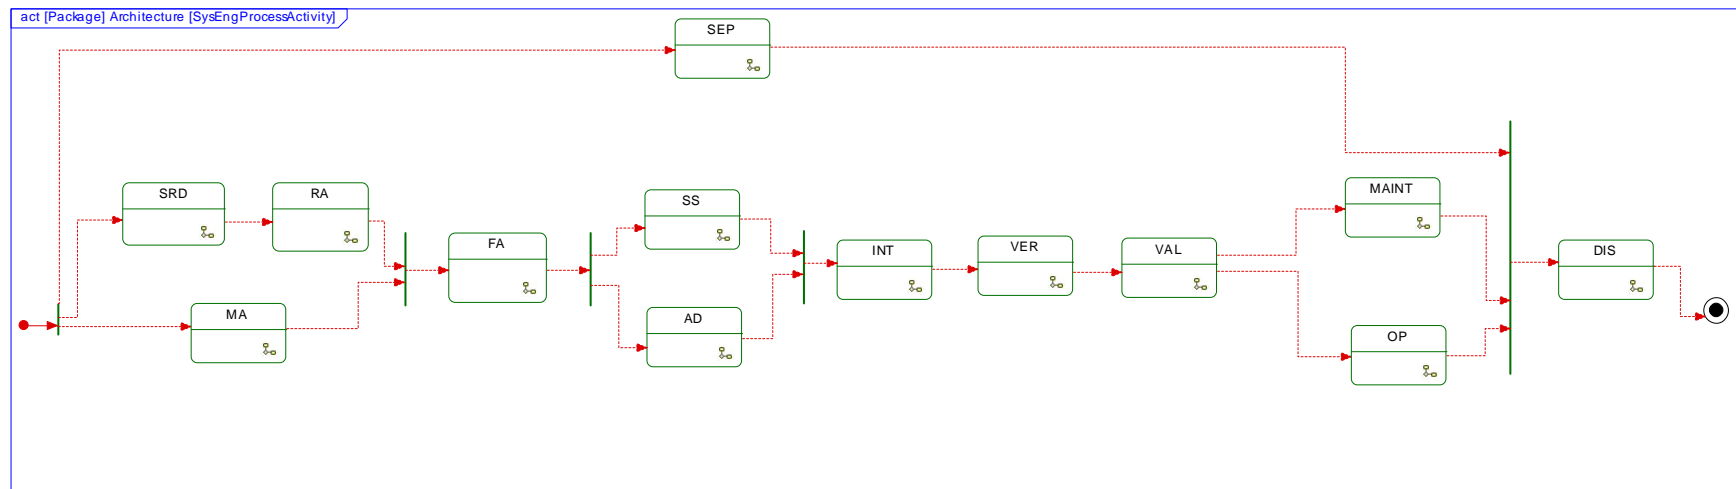 act [Package] Architecture [SysEngProcessActivity]
SEP
SRD
RA
SS
MAINT
FA
INT
VER
VAL
DIS
MA
AD
OP